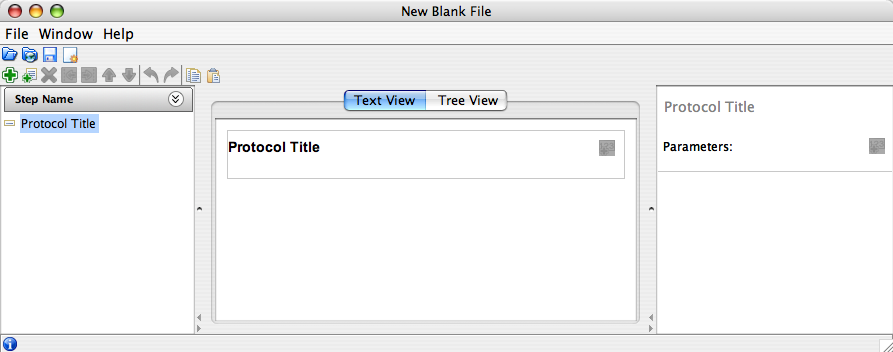 New Blank File
File Window Help
Step Name
Protocol Title
Text View Tree View
Protocol Title
Protocol Title
Parameters: